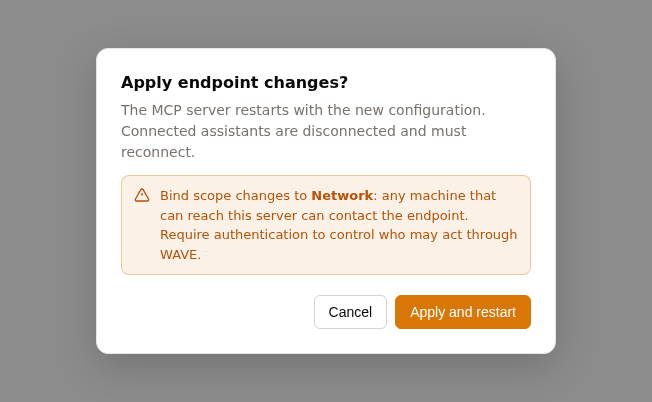 Apply endpoint changes?
The MCP server restarts with the new configuration.
Connected assistants are disconnected and must
reconnect.
Bind scope changes to Network: any machine that
can reach this server can contact the endpoint.
Require authentication to control who may act through
WAVE.
Cancel
Apply and restart